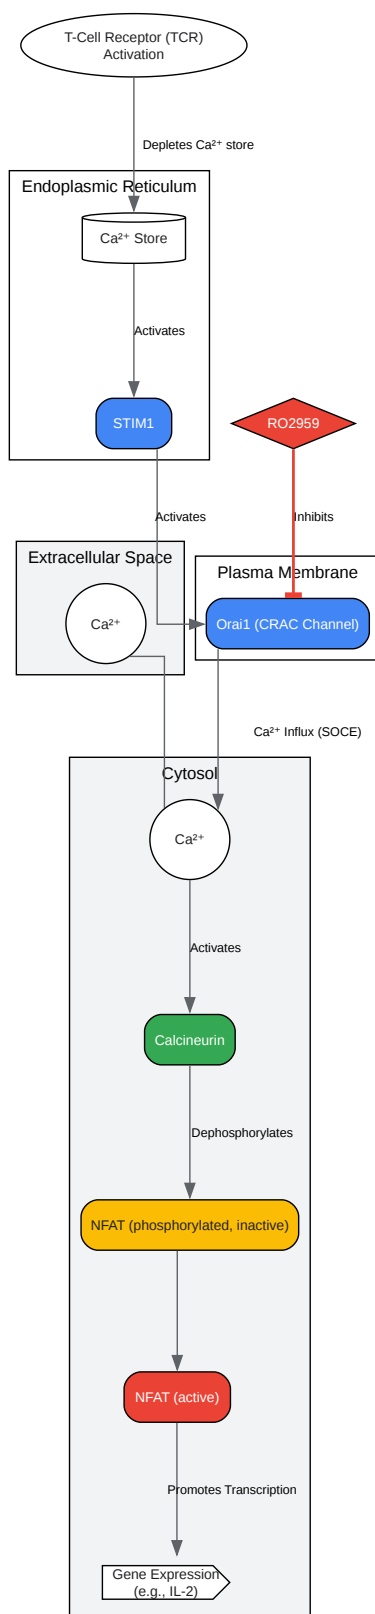 T-Cell Receptor (TCR)
Activation
Depletes Ca²⁺ store
Endoplasmic Reticulum
Ca²⁺ Store
Activates
STIM1
RO2959
Activates
Inhibits
Extracellular Space
Plasma Membrane
Ca²⁺
Orai1 (CRAC Channel)
Ca²⁺ Influx (SOCE)
Cytosol
Ca²⁺
Activates
Calcineurin
Dephosphorylates
NFAT (phosphorylated, inactive)
NFAT (active)
Promotes Transcription
Gene Expression
(e.g., IL-2)